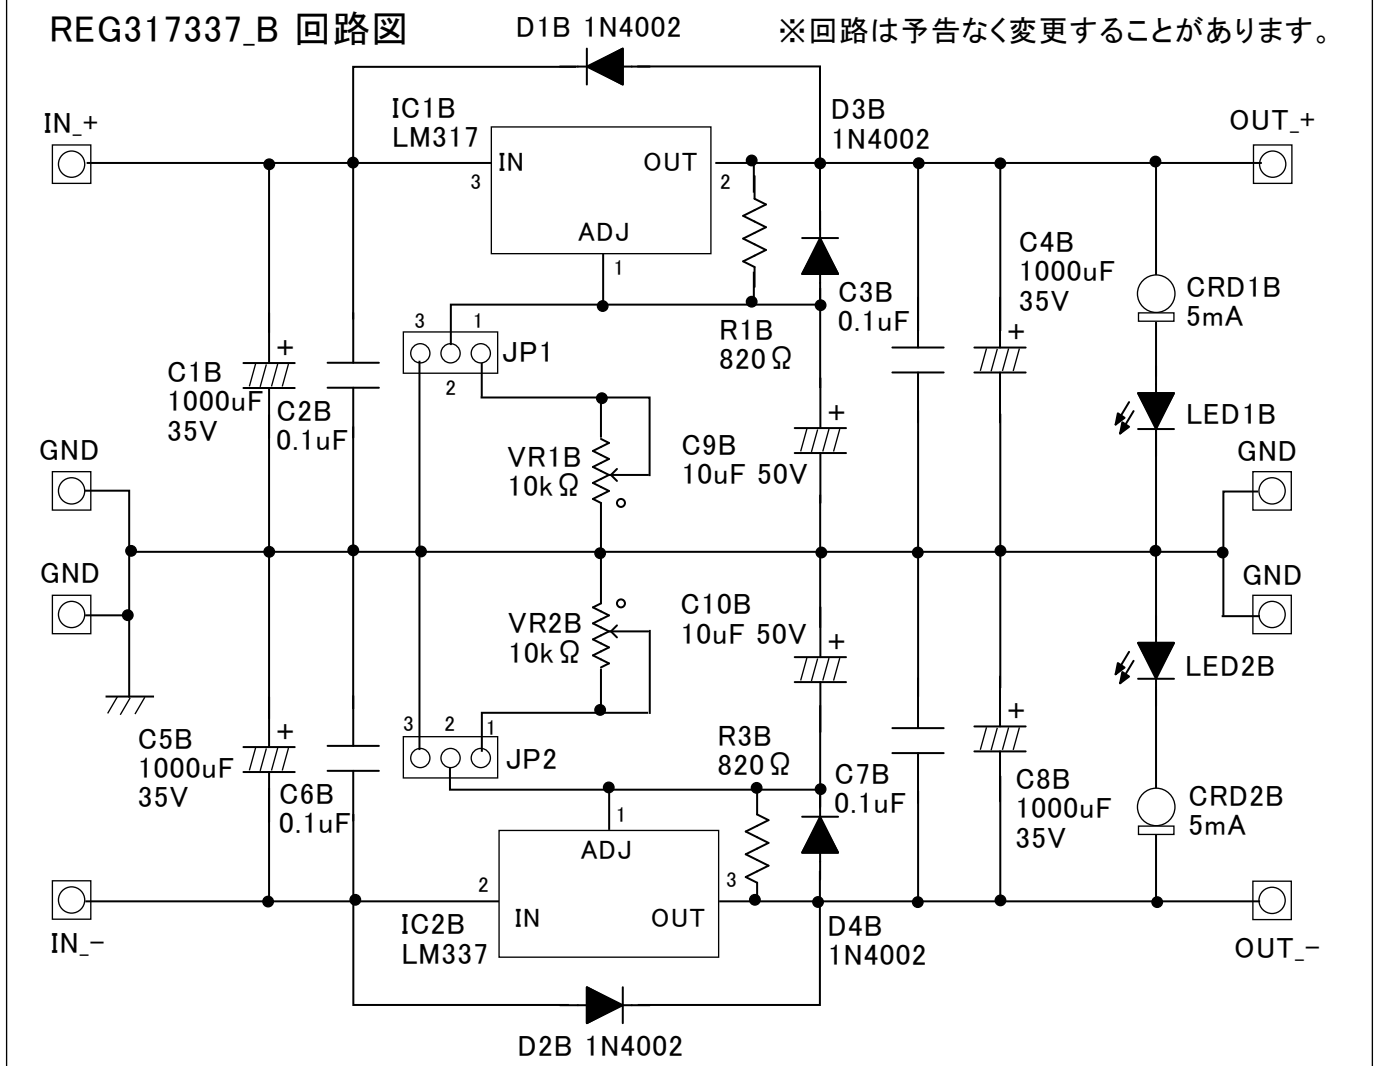 REG317337_B 回路図
D1B 1N4002
※回路は予告なく変更することがあります。
IN_+
IC1B
LM317
IN
OUT
ADJ
3
2
1
D3B
1N4002
OUT_+
C4B
1000uF
35V
+
CRD1B
5mA
C3B
0.1uF
R1B
820Ω
3
1
2
JP1
C1B
1000uF
35V
+
C2B
0.1uF
VR1B
10kΩ
C9B
10uF 50V
+
LED1B
GND
GND
GND
GND
VR2B
10kΩ
C10B
10uF 50V
+
LED2B
3
2
1
JP2
C5B
1000uF
35V
+
C6B
0.1uF
R3B
820Ω
C7B
0.1uF
+
C8B
1000uF
35V
CRD2B
5mA
1
ADJ
2
3
IN
OUT
IC2B
LM337
D4B
1N4002
IN_-
OUT_-
D2B 1N4002